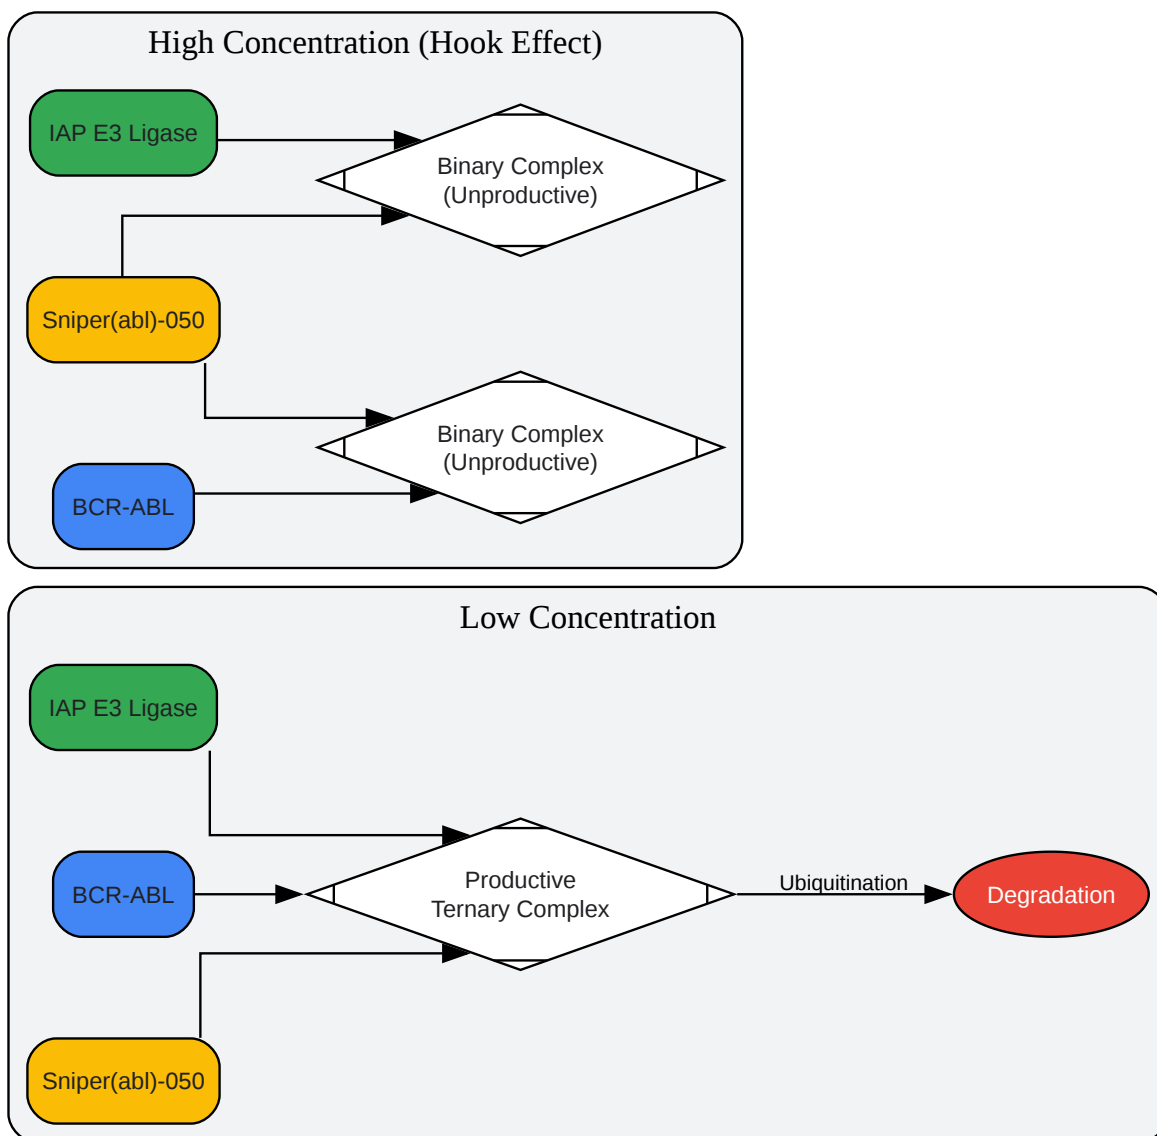 High Concentration (Hook Effect)
IAP E3 Ligase
Binary Complex
(Unproductive)
Sniper(abl)-050
Binary Complex
(Unproductive)
BCR-ABL
Low Concentration
IAP E3 Ligase
BCR-ABL
Productive
Ternary Complex
Ubiquitination
Degradation
Sniper(abl)-050